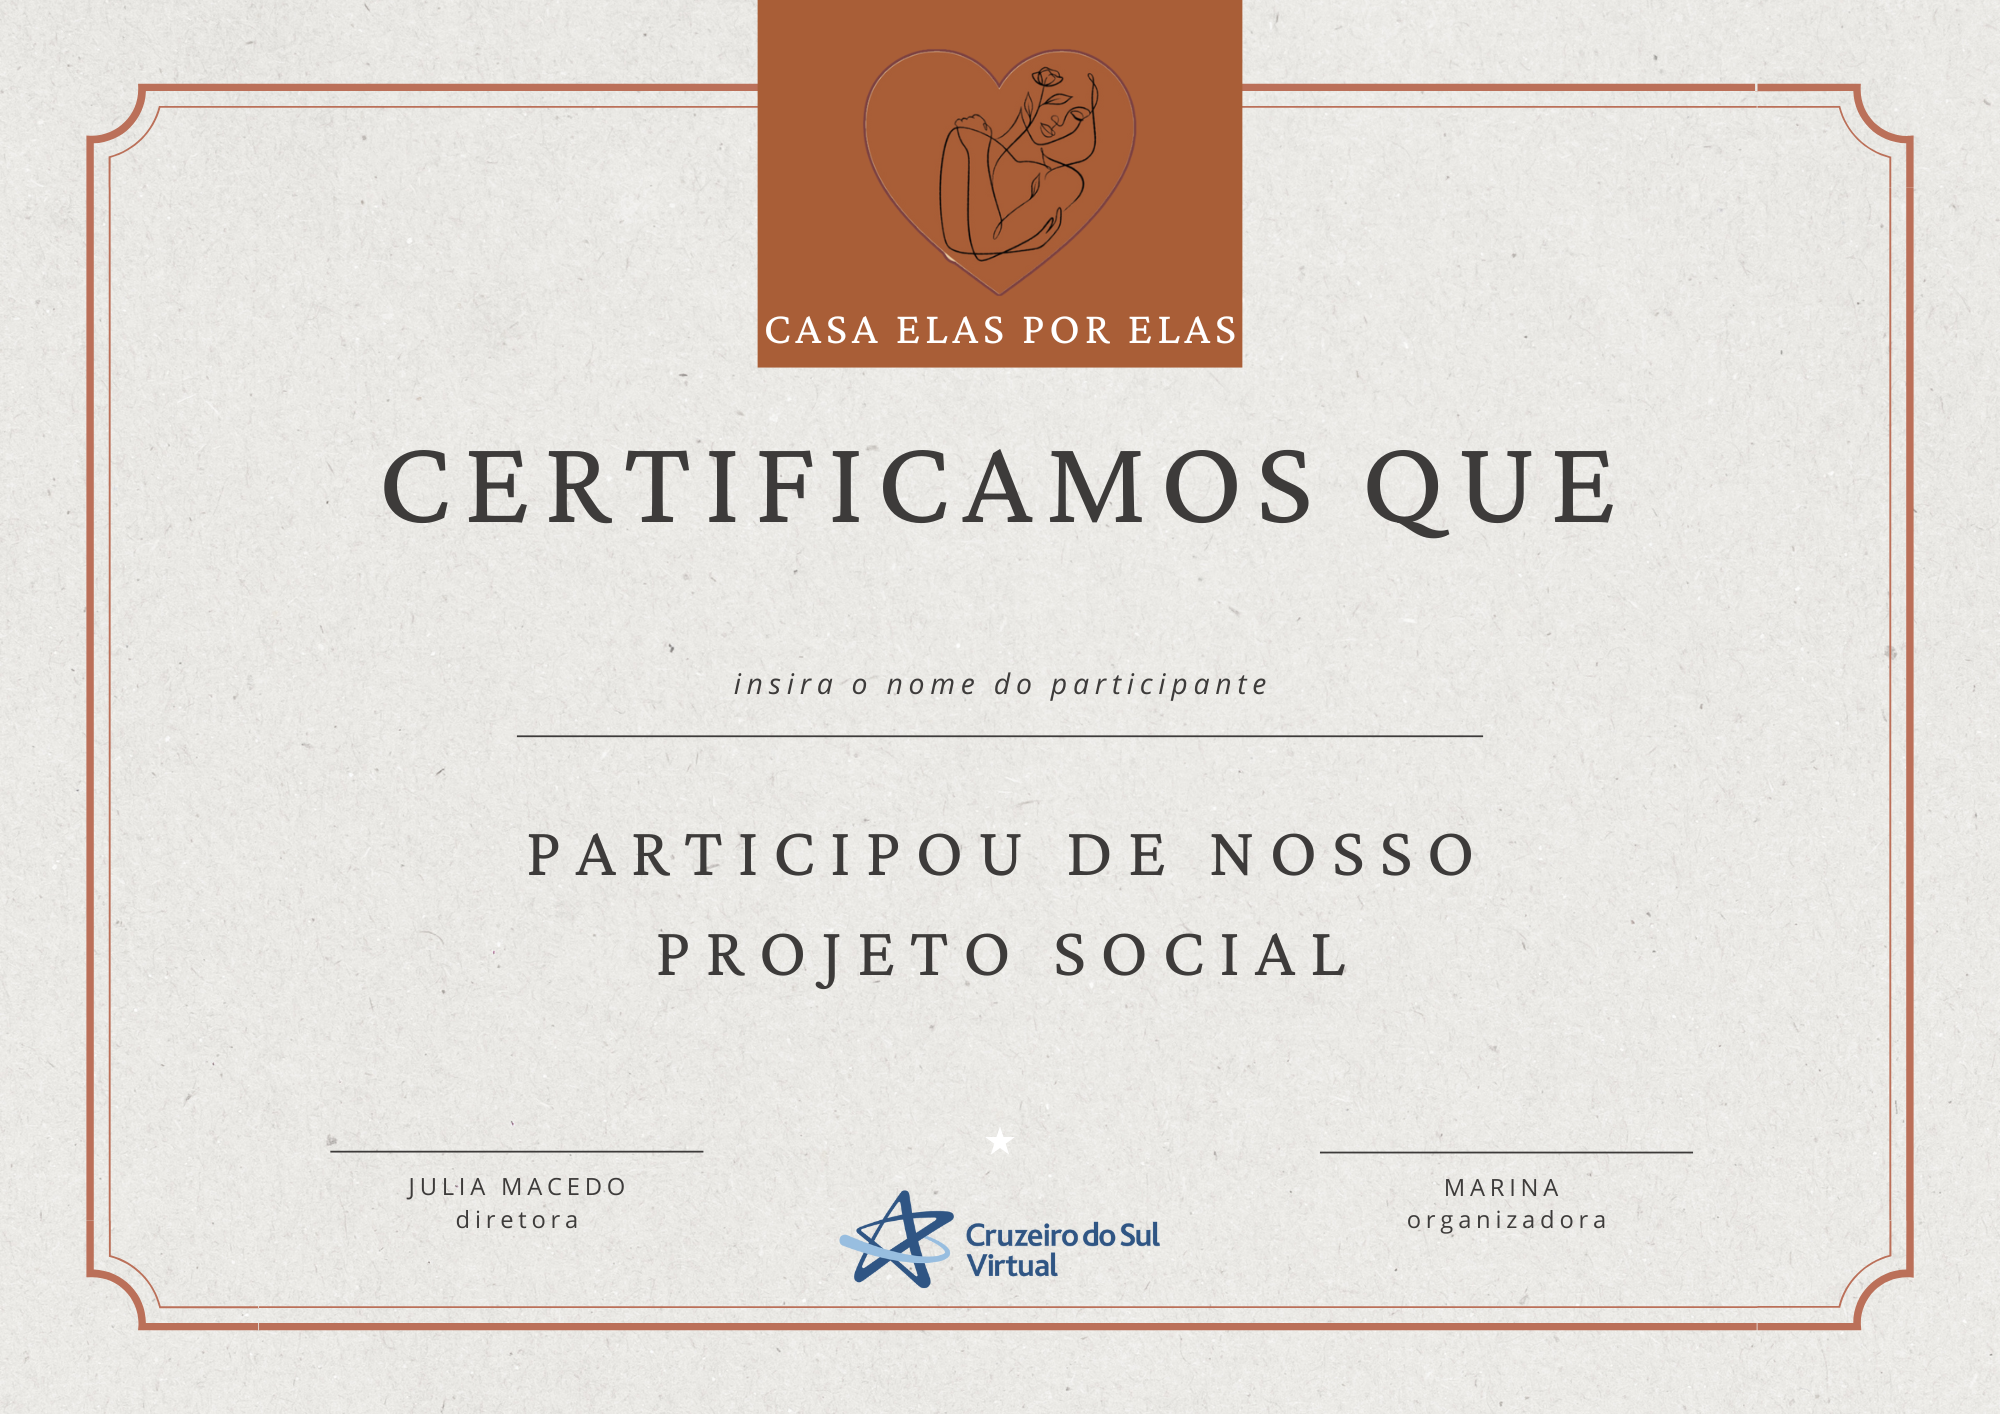 CASA ELAS POR ELAS
CERTIFICAMOS QUE
insira o nome do participante
PARTICIPOU DE NOSSO
PROJETO SOCIAL
JULIA MACEDO
diretora
Cruzeiro do Sul
Virtual
MARINA
organizadora